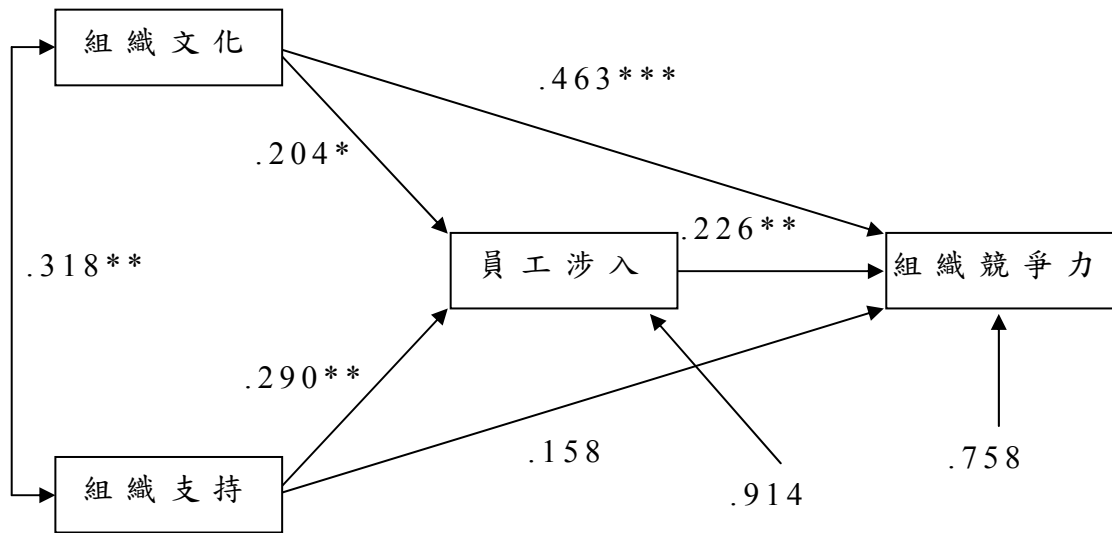 組織文化
.463***
.204*
.226**
員工涉入
組織競爭力
.318**
.290**
.158
.758
組織支持
.914